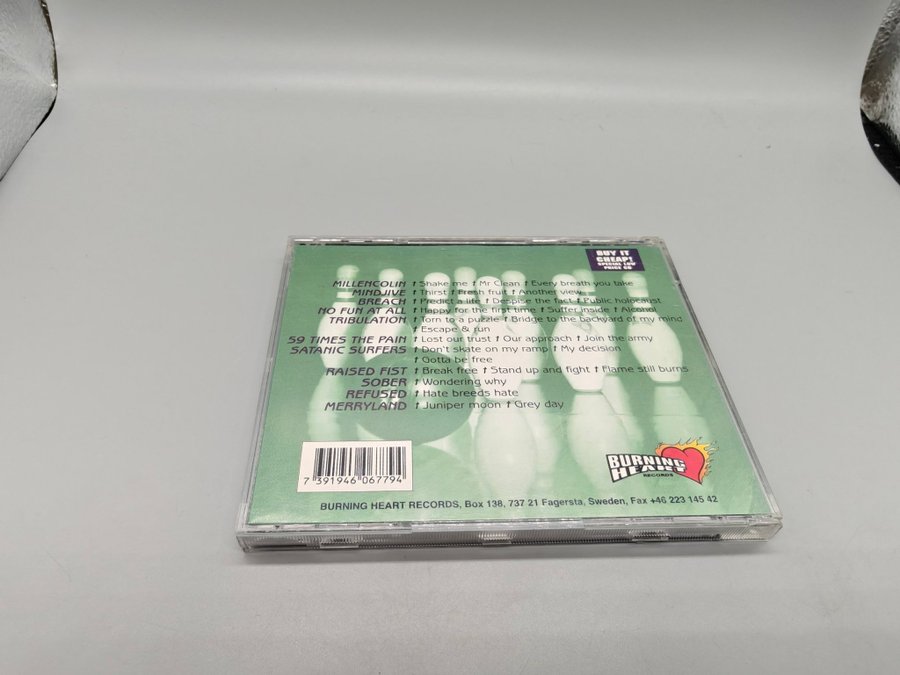 BUY IT
CHEAP!
SPECIAL LOW
PRICE CD
MILLENCOLIN † Shake me † Mr Clean † Every breath you take
MINDJIVE † Thirst † Fresh fruit † Another view
BREACH † Predict a life † Despise the fact † Public holocaust
NO FUN AT ALL † Happy for the first time † Suffer inside † Alcohol
TRIBULATION † Torn to a puzzle † Bridge to the backyard of my mind
† Escape & run
59 TIMES THE PAIN † Lost our trust † Our approach † Join the army
SATANIC SURFERS † Don't skate on my ramp † My decision
† Gotta be free
RAISED FIST † Break free † Stand up and fight † Flame still burns
SOBER † Wondering why
REFUSED † Hate breeds hate
MERRYLAND † Juniper moon † Grey day
7 391946 067794
BURNING
HEART
RECORDS
BURNING HEART RECORDS, Box 138, 737 21 Fagersta, Sweden, Fax +46 223 145 42